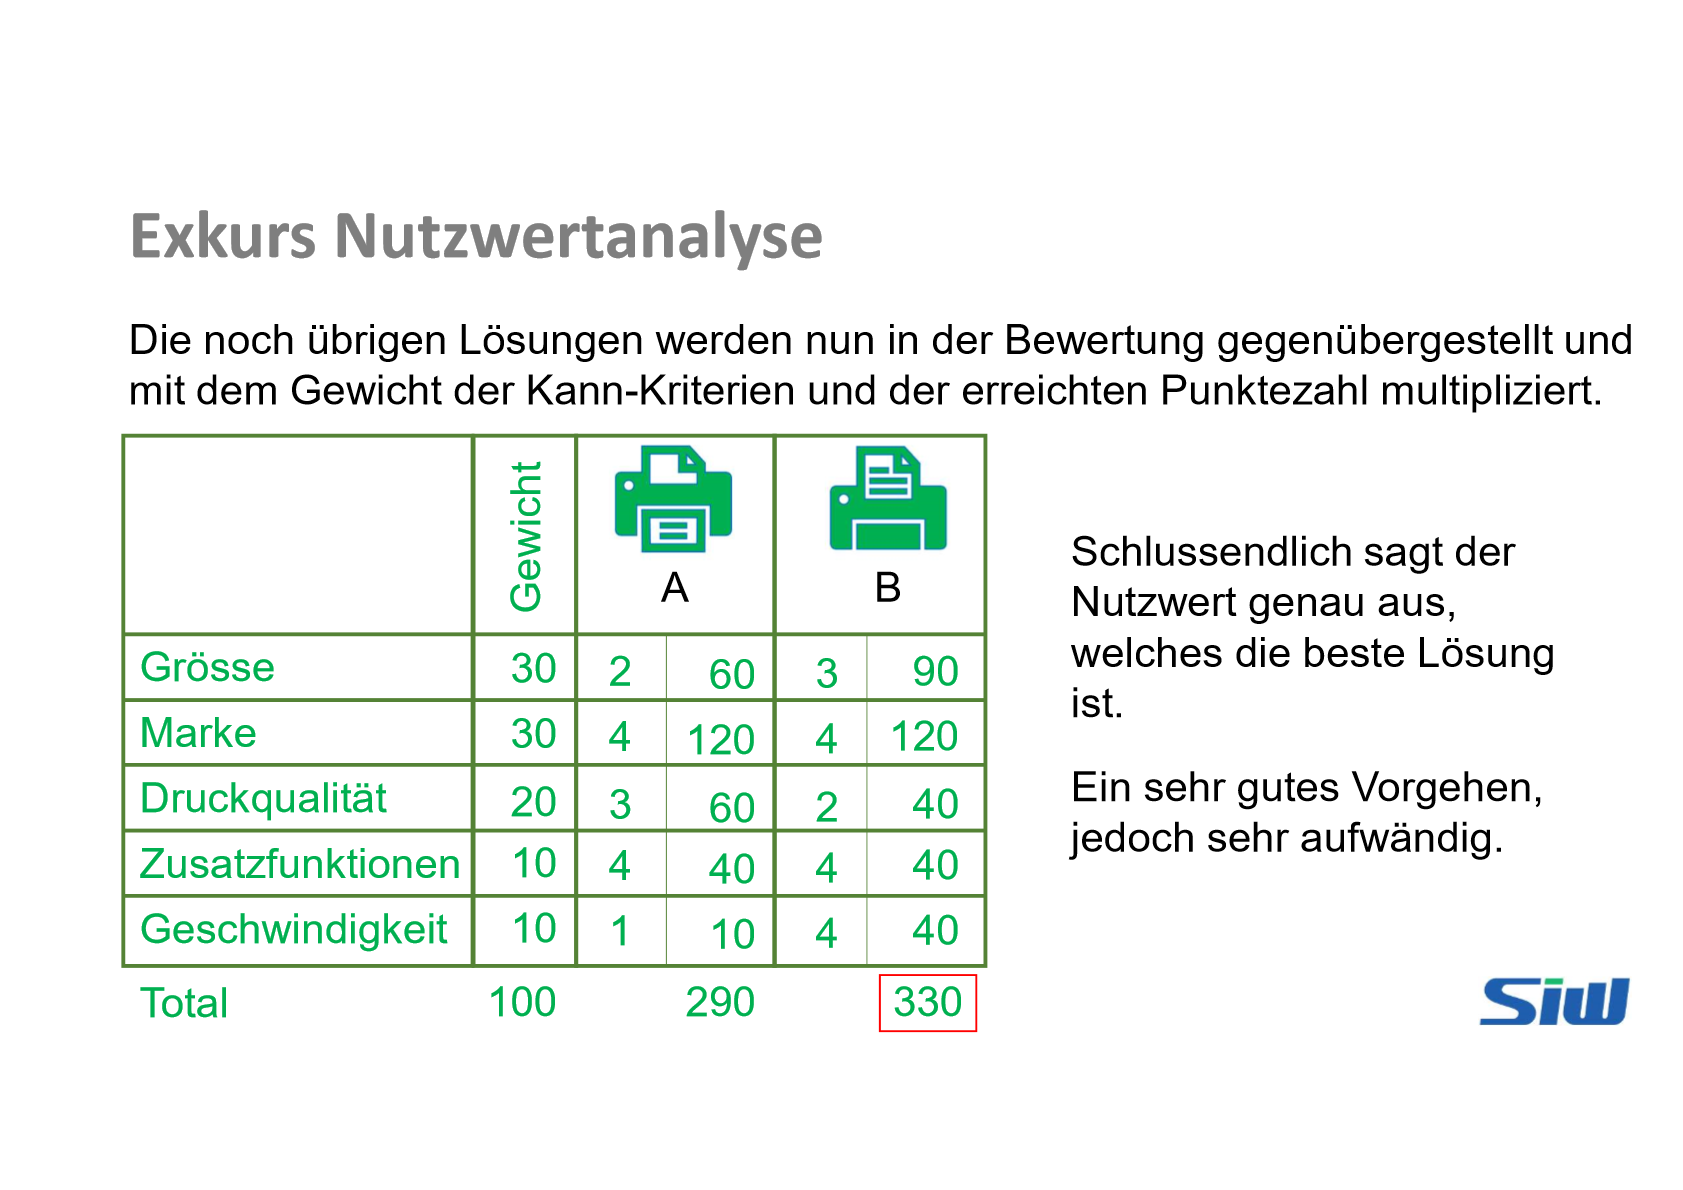 Exkurs Nutzwertanalyse
Die noch übrigen Lösungen werden nun in der Bewertung gegenübergestellt und
mit dem Gewicht der Kann-Kriterien und der erreichten Punktezahl multipliziert.
Gewicht
A
B
Grösse 30 2 60 3 90
Marke 30 4 120 4 120
Druckqualität 20 3 60 2 40
Zusatzfunktionen 10 4 40 4 40
Geschwindigkeit 10 1 10 4 40
Total 100 290 330
Schlussendlich sagt der
Nutzwert genau aus,
welches die beste Lösung
ist.
Ein sehr gutes Vorgehen,
jedoch sehr aufwändig.
Siw